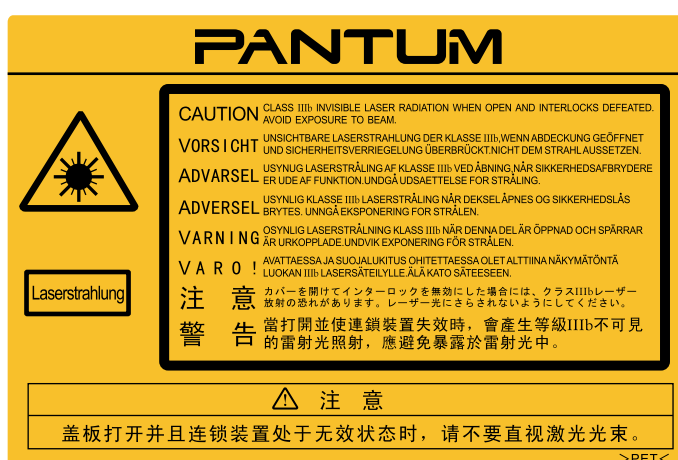 PANTUM
CAUTION CLASS IIIb INVISIBLE LASER RADIATION WHEN OPEN AND INTERLOCKS DEFEATED.
AVOID EXPOSURE TO BEAM.
VORSICHT UNSICHTBARE LASERSTRAHLUNG DER KLASSE IIIb,WENN ABDECKUNG GEÖFFNET
UND SICHERHEITSVERRIEGELUNG ÜBERBRÜCKT.NICHT DEM STRAHL AUSSETZEN.
ADVARSEL USYNUG LASERSTRÅLING AF KLASSE IIIb VED ÅBNING,NÅR SIKKERHEDSAFBRYDERE
ER UDE AF FUNKTION.UNDGÅ UDSAETTELSE FOR STRÅLING.
ADVERSEL USYNLIG KLASSE IIIb LASERSTRÅLING NÅR DEKSEL ÅPNES OG SIKKERHEDSLÅS
BRYTES. UNNGÅ EKSPONERING FOR STRÅLEN.
VARNING OSYNLIG LASERSTRÅLNING KLASS IIIb NÄR DENNA DEL ÄR ÖPPNAD OCH SPÄRRAR
ÄR URKOPPLADE.UNDVIK EXPONERING FÖR STRÅLEN.
VARO! AVATTAESSA JA SUOJALUKITUS OHITETTAESSA OLET ALTTIINA NÄKYMÄTÖNTÄ
LUOKAN IIIb LASERSÄTEILYLLE.ÄLÄ KATO SÄTEESEEN.
Laserstrahlung
注意 カバーを開けてインターロックを無効にした場合には、クラスIIIbレーザー
放射の恐れがあります。レーザー光にさらされないようにしてください。
警告 當打開並使連鎖裝置失效時，會產生等級IIIb不可見
的雷射光照射，應避免暴露於雷射光中。
注意
盖板打开并且连锁装置处于无效状态时，请不要直视激光光束。
>PET<